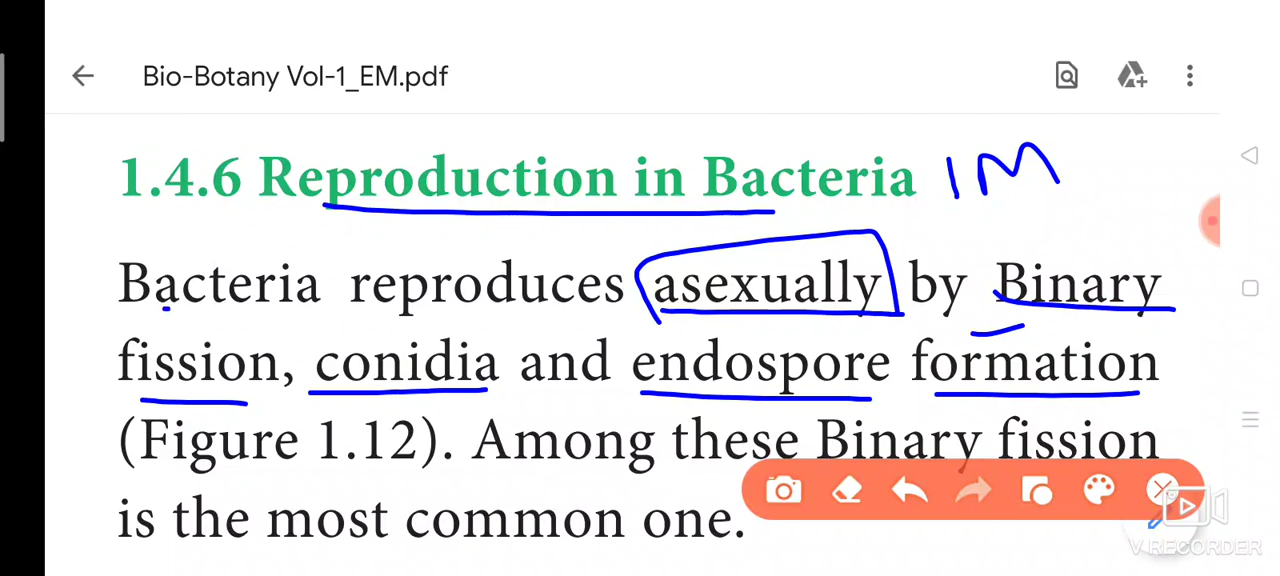 Bio-Botany Vol-1_EM.pdf
1.4.6 Reproduction in Bacteria 1M
Bacteria reproduces asexually by Binary
fission, conidia and endospore formation
(Figure 1.12). Among these Binary fission
is the most common one.
V RECORDER